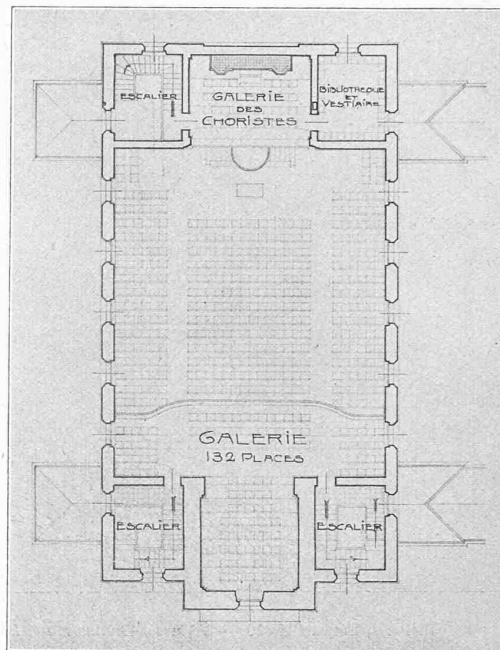 ESCALIER
GALERIE
DES
CHORISTES
BIBLIOTHEQUE
ET
VESTIAIRE
GALERIE
132 PLACES
ESCALIER
ESCALIER